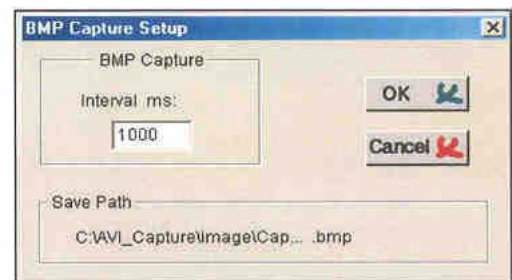 BMP Capture Setup
BMP Capture
Interval ms:
1000
OK
Cancel
Save Path
C:\AVI_Capture\Image\Cap... .bmp